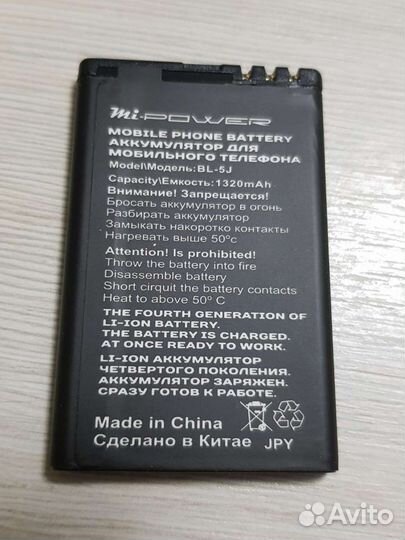 mi-POWER
MOBILE PHONE BATTERY
АККУМУЛЯТОР ДЛЯ
МОБИЛЬНОГО ТЕЛЕФОНА
Model\Модель:BL-5J
Capacity\Емкость:1320mAh
Внимание! Запрещается!
Бросать аккумулятор в огонь
Разбирать аккумулятор
Замыкать накоротко контакты
Нагревать выше 50°c
Attention! Is prohibited!
Throw the battery into fire
Disassemble battery
Short cirquit the battery contacts
Heat to above 50° C
THE FOURTH GENERATION OF
LI-ION BATTERY.
THE BATTERY IS CHARGED.
AT ONCE READY TO WORK.
LI-ION АККУМУЛЯТОР
ЧЕТВЕРТОГО ПОКОЛЕНИЯ.
АККУМУЛЯТОР ЗАРЯЖЕН.
СРАЗУ ГОТОВ К РАБОТЕ.
Made in China
Сделано в Китае JPY
Avito